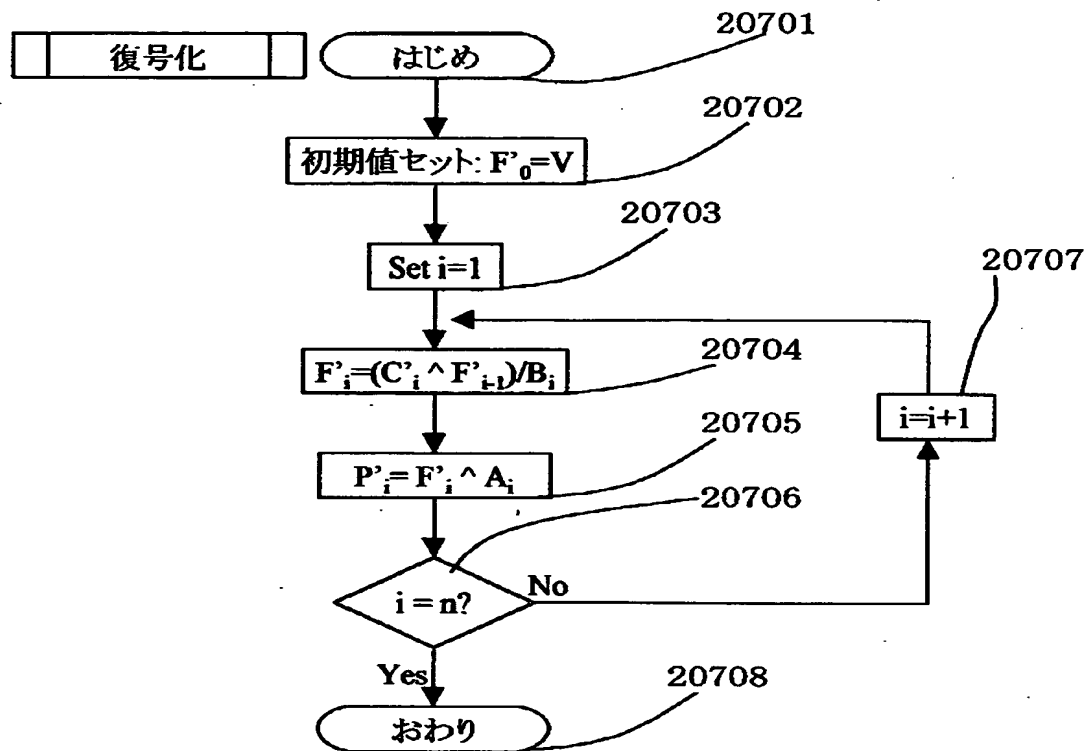 20701
復号化
はじめ
20702
初期値セット: F'₀=V
20703
Set i=1
20707
20704
F'ᵢ=(C'ᵢ ^ F'ᵢ₋₁)/Bᵢ
i=i+1
20705
P'ᵢ= F'ᵢ ^ Aᵢ
20706
No
i = n?
Yes
20708
おわり